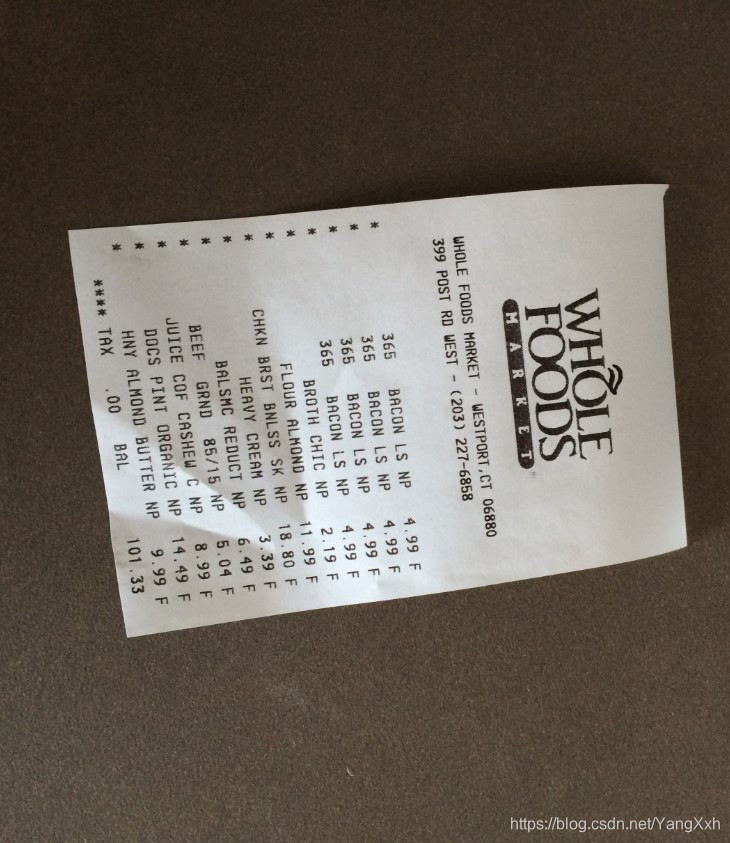 WHOLE
FOODS
MARKET
WHOLE FOODS MARKET - WESTPORT,CT 06880
399 POST RD WEST - (203) 227-6858
* 365 BACON LS NP 4.99 F
* 365 BACON LS NP 4.99 F
* 365 BACON LS NP 4.99 F
* 365 BACON LS NP 4.99 F
* BROTH CHIC NP 2.19 F
* FLOUR ALMOND NP 11.99 F
* CHKN BRST BNLSS SK NP 18.80 F
* HEAVY CREAM NP 3.39 F
* BALSMC REDUCT NP 6.49 F
* BEEF GRND 85/15 NP 5.04 F
* JUICE COF CASHEW C NP 8.99 F
* DOCS PINT ORGANIC NP 14.49 F
* HNY ALMOND BUTTER NP 9.99 F
**** TAX .00 BAL 101.33
https://blog.csdn.net/YangXxh